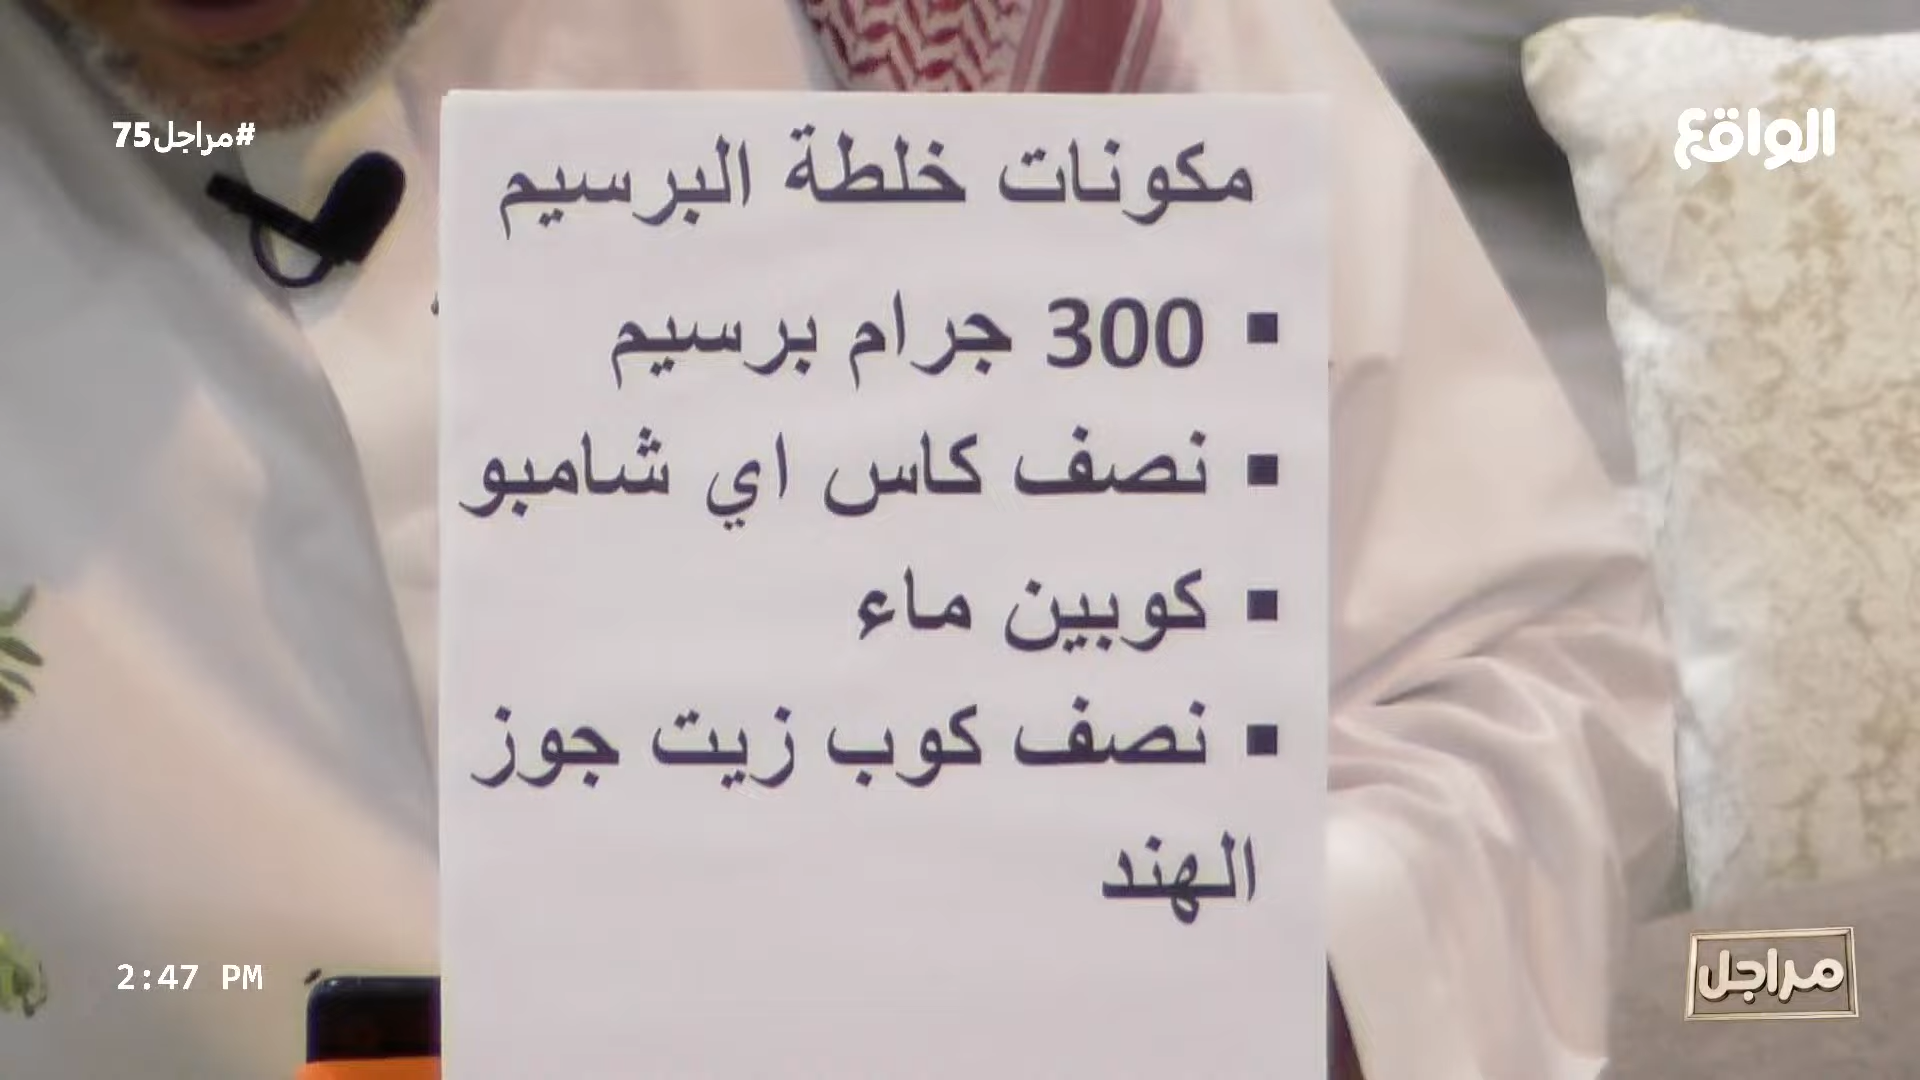 #مراجل75
الواقع
مكونات خلطة البرسيم
▪ 300 جرام برسيم
▪ نصف كاس اي شامبو
▪ كوبين ماء
▪ نصف كوب زيت جوز
الهند
2:47 PM
مراجل